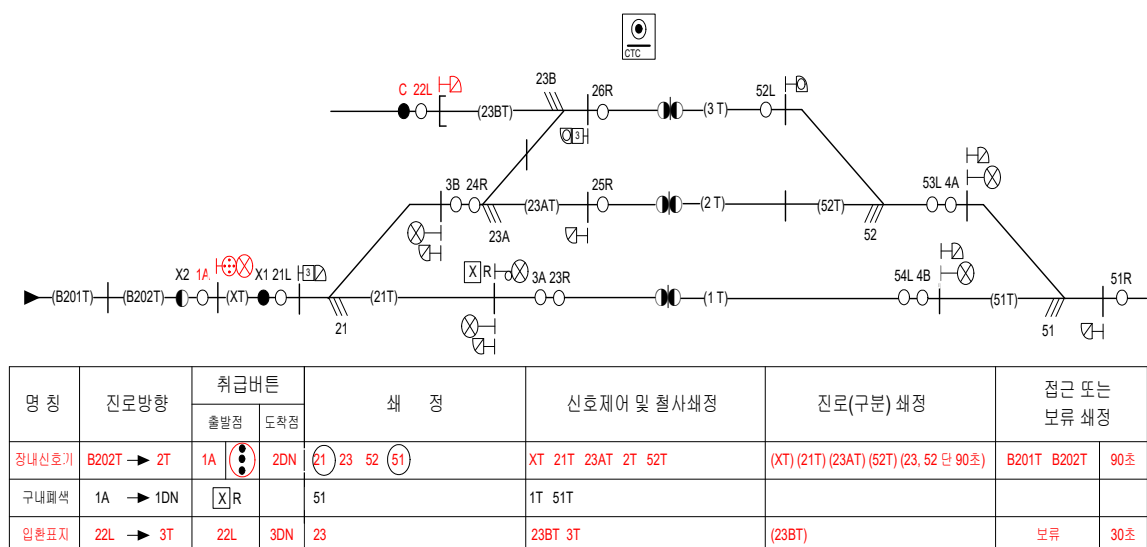 CTC
23B
26R
52L
C 22L
(23BT)
(3 T)
3
3B 24R
25R
53L 4A
(23AT)
(2 T)
(52T)
23A
52
X2 1A
X1 21L
3
X R
3A 23R
54L 4B
51R
(B201T)
(B202T)
(XT)
(21T)
(1 T)
(51T)
21
51
명 칭 진로방향 취급버튼 쇄 정 신호제어 및 철사쇄정 진로(구분) 쇄정 접근 또는
보류 쇄정
출발점 도착점
장내신호기 B202T 2T 1A 2DN 21 23 52 51 XT 21T 23AT 2T 52T (XT) (21T) (23AT) (52T) (23, 52 단 90초) B201T B202T 90초
구내폐색 1A 1DN X R 51 1T 51T
입환표지 22L 3T 22L 3DN 23 23BT 3T (23BT) 보류 30초